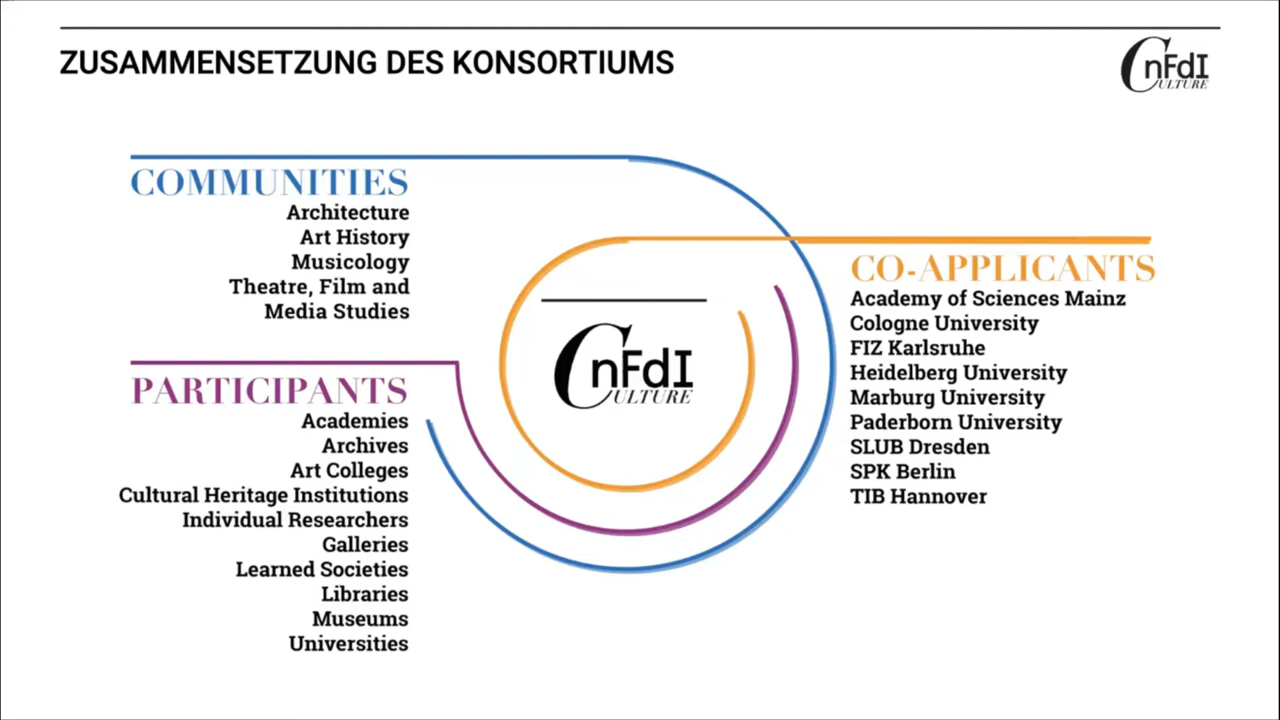 ZUSAMMENSETZUNG DES KONSORTIUMS
nFdI
CULTURE
COMMUNITIES
Architecture
Art History
Musicology
Theatre, Film and
Media Studies
PARTICIPANTS
Academies
Archives
Art Colleges
Cultural Heritage Institutions
Individual Researchers
Galleries
Learned Societies
Libraries
Museums
Universities
nFdI
CULTURE
CO-APPLICANTS
Academy of Sciences Mainz
Cologne University
FIZ Karlsruhe
Heidelberg University
Marburg University
Paderborn University
SLUB Dresden
SPK Berlin
TIB Hannover